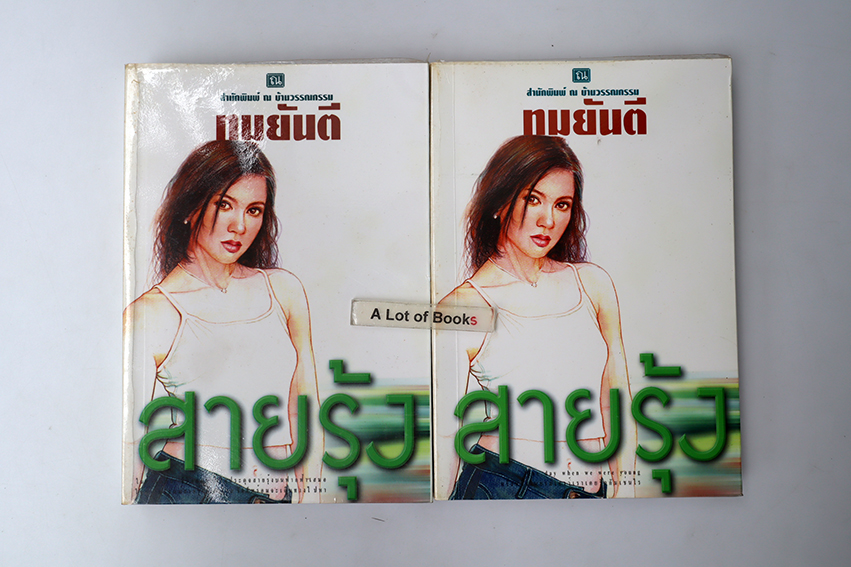 ณ
สำนักพิมพ์ ณ บ้านวรรณกรรม
ทมยันตี
สายรุ้ง
ณ
สำนักพิมพ์ ณ บ้านวรรณกรรม
ทมยันตี
สายรุ้ง
A Lot of Books